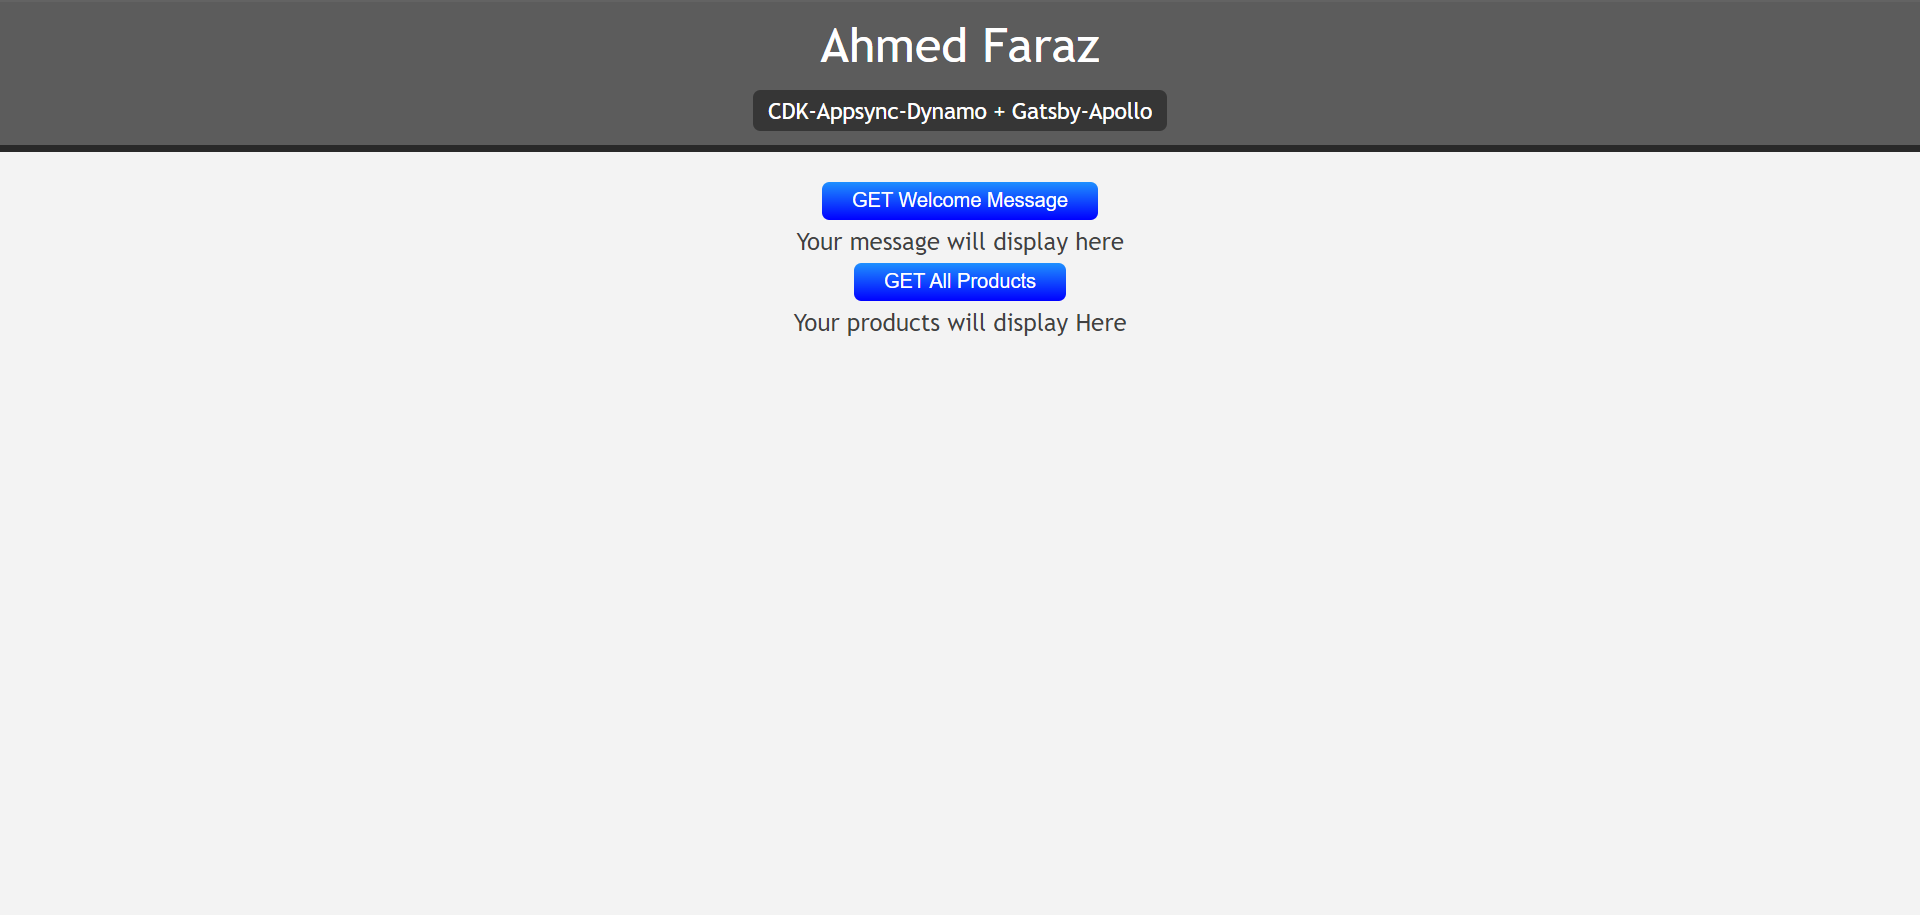 Ahmed Faraz
CDK-Appsync-Dynamo + Gatsby-Apollo
GET Welcome Message
Your message will display here
GET All Products
Your products will display Here